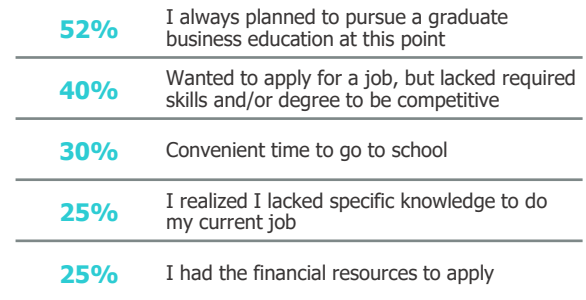 52%
I always planned to pursue a graduate
business education at this point
40%
Wanted to apply for a job, but lacked required
skills and/or degree to be competitive
30%
Convenient time to go to school
25%
I realized I lacked specific knowledge to do
my current job
25%
I had the financial resources to apply